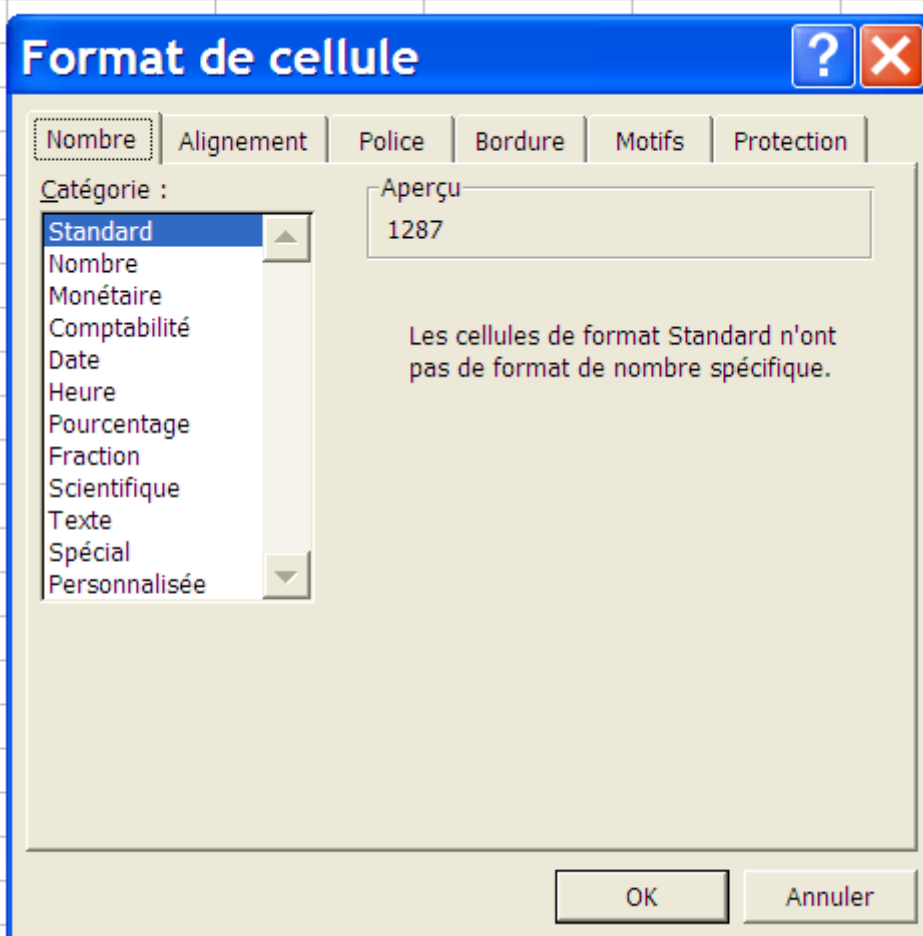 Format de cellule
?
Nombre Alignement Police Bordure Motifs Protection
Catégorie :
Standard
Nombre
Monétaire
Comptabilité
Date
Heure
Pourcentage
Fraction
Scientifique
Texte
Spécial
Personnalisée
Aperçu
1287
Les cellules de format Standard n'ont
pas de format de nombre spécifique.
OK Annuler